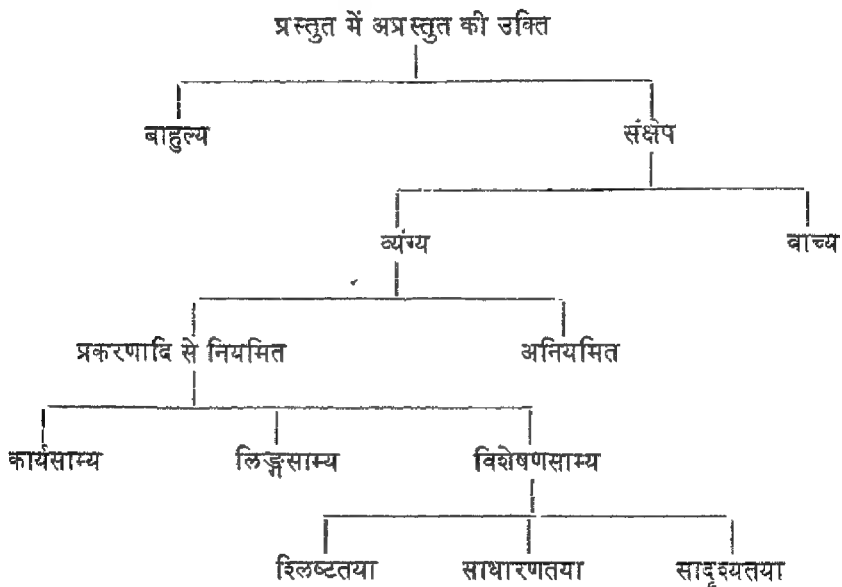 प्रस्तुत में अप्रस्तुत की उक्ति
बाहुल्य संक्षेप
व्यंग्य वाच्य
प्रकरणादि से नियमित अनियमित
कार्यसाम्य लिङ्गसाम्य विशेषणसाम्य
श्लिष्टतया साधारणतया सादृश्यतया